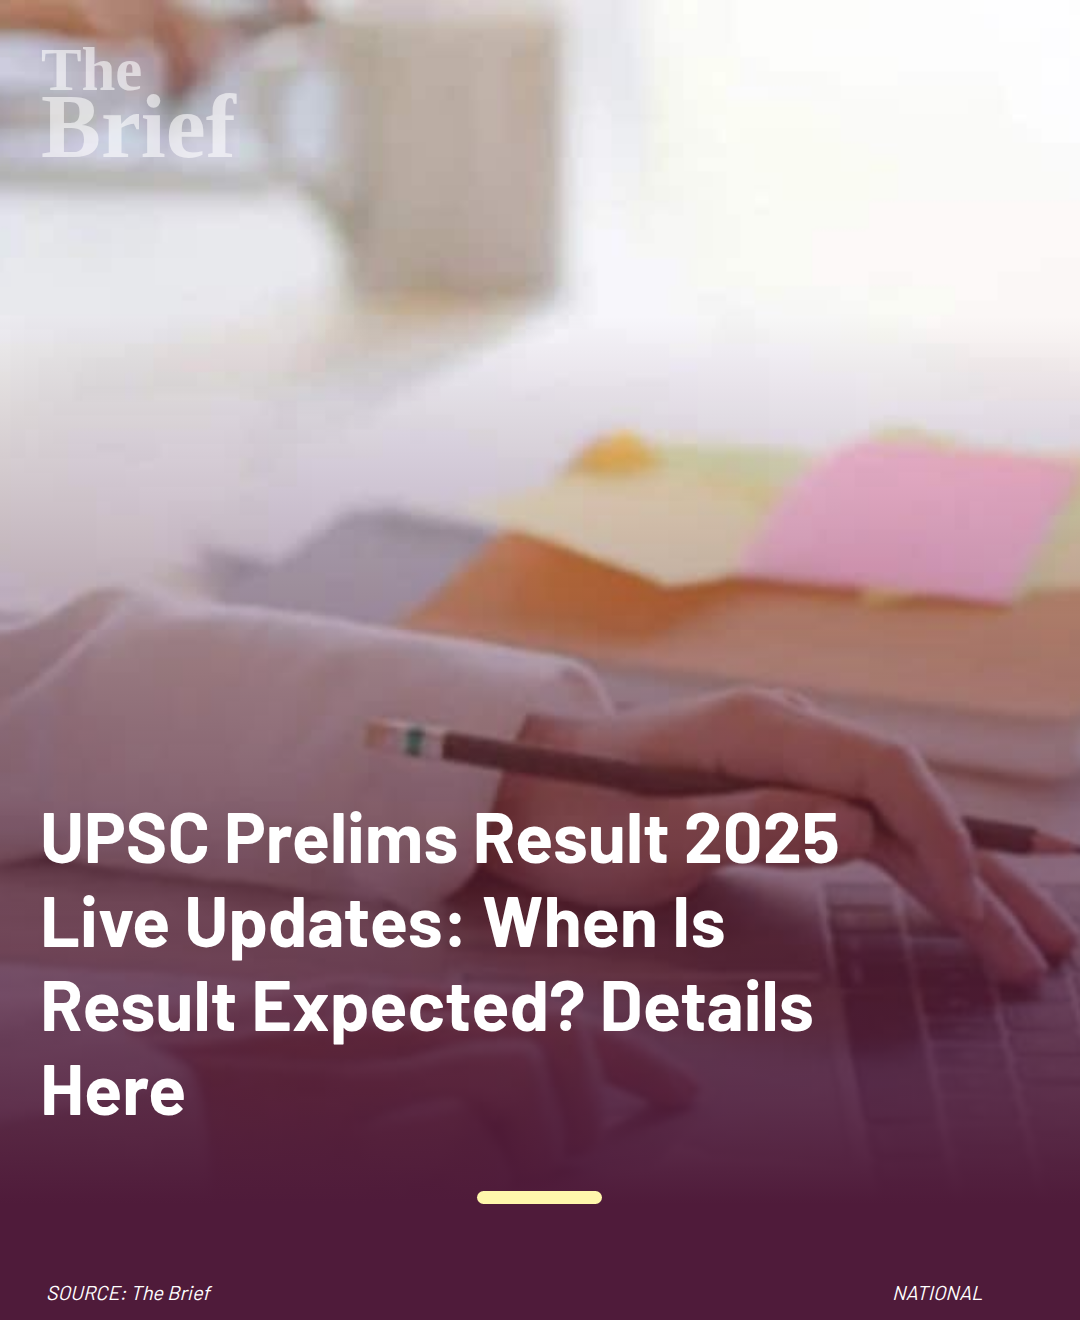 The
Brief
UPSC Prelims Result 2025
Live Updates: When Is
Result Expected? Details
Here
SOURCE: The Brief
NATIONAL